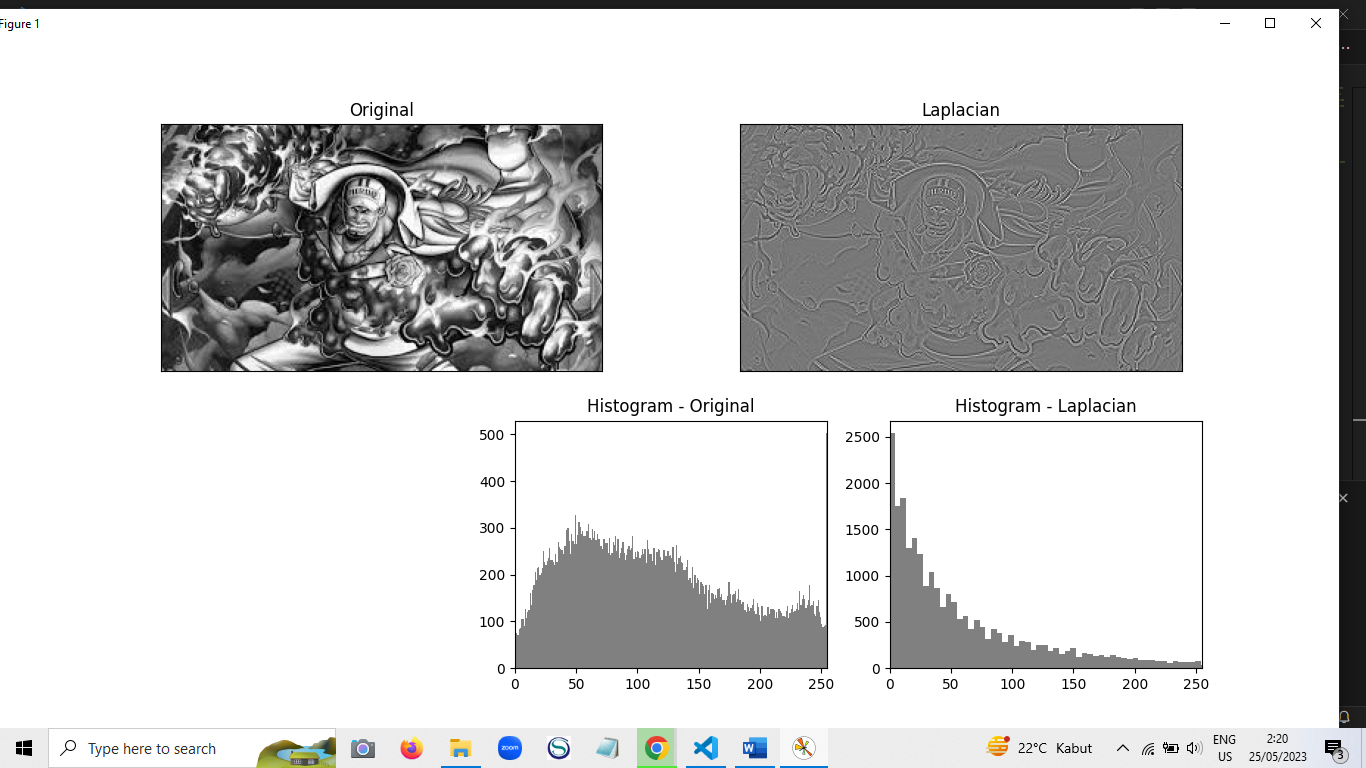 Figure 1
Original
Laplacian
Histogram - Original
Histogram - Laplacian
500
400
300
200
100
0
0 50 100 150 200 250
2500
2000
1500
1000
500
0
0 50 100 150 200 250
Type here to search
zoom
22°C Kabut
ENG
US
2:20
25/05/2023
3